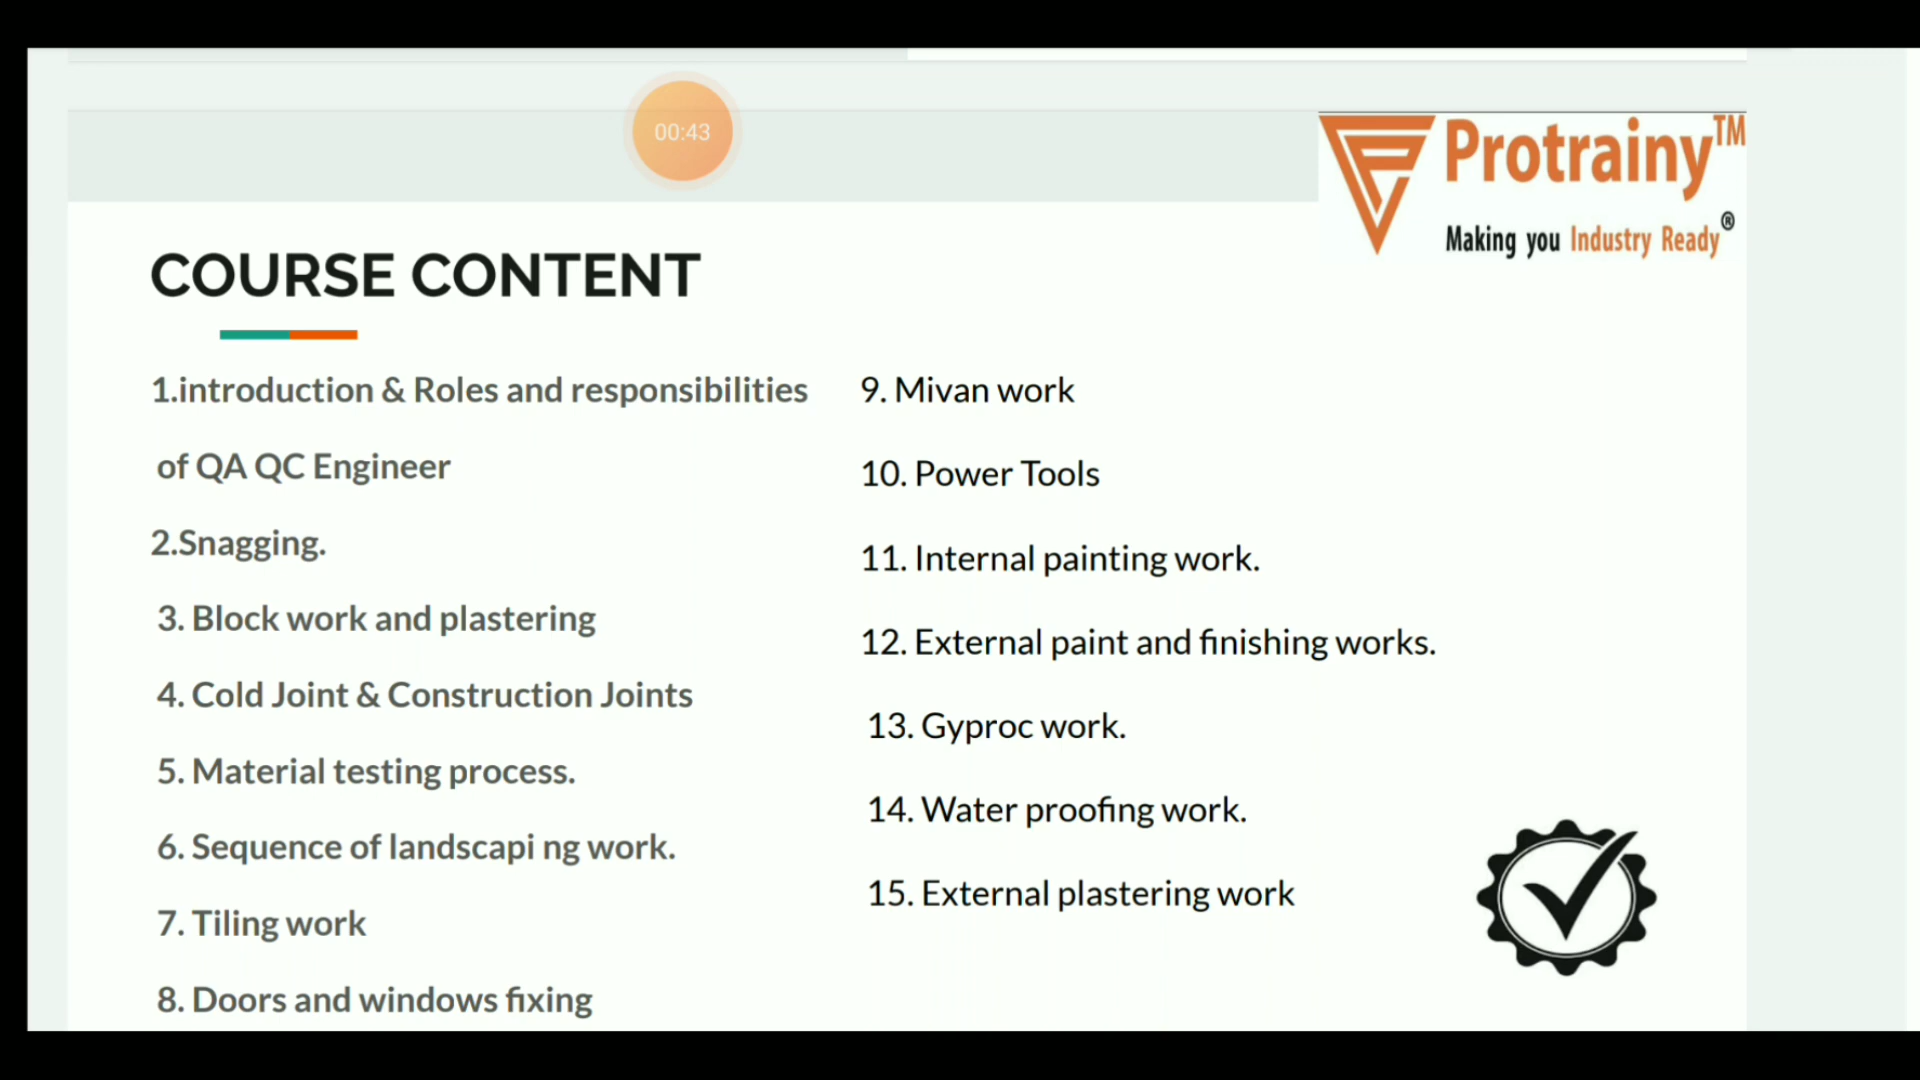 00:43
Protrainy™
Making you Industry Ready®
COURSE CONTENT
1.introduction & Roles and responsibilities
of QA QC Engineer
2.Snagging.
3. Block work and plastering
4. Cold Joint & Construction Joints
5. Material testing process.
6. Sequence of landscapi ng work.
7. Tiling work
8. Doors and windows fixing
9. Mivan work
10. Power Tools
11. Internal painting work.
12. External paint and finishing works.
13. Gyproc work.
14. Water proofing work.
15. External plastering work